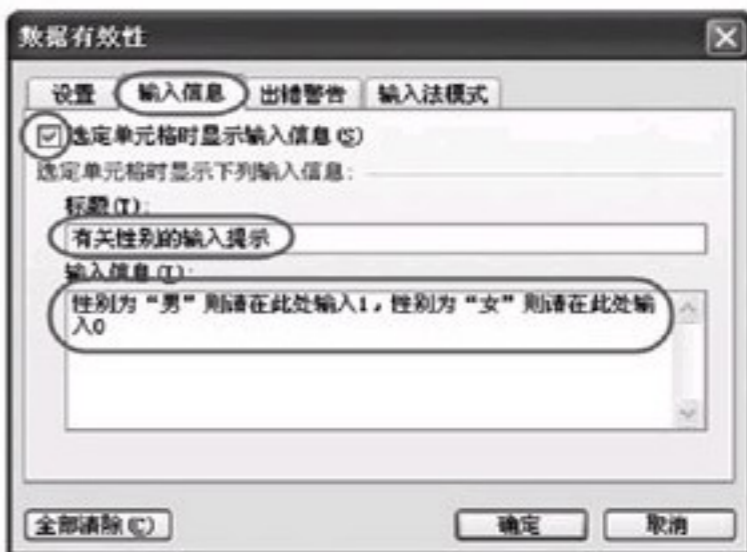 数据有效性
设置 输入信息 出错警告 输入法模式
选定单元格时显示输入信息(S)
选定单元格时显示下列输入信息:
标题(T):
有关性别的输入提示
输入信息(I):
性别为“男”则请在此处输入1，性别为“女”则请在此处输
入0
全部清除(C) 确定 取消